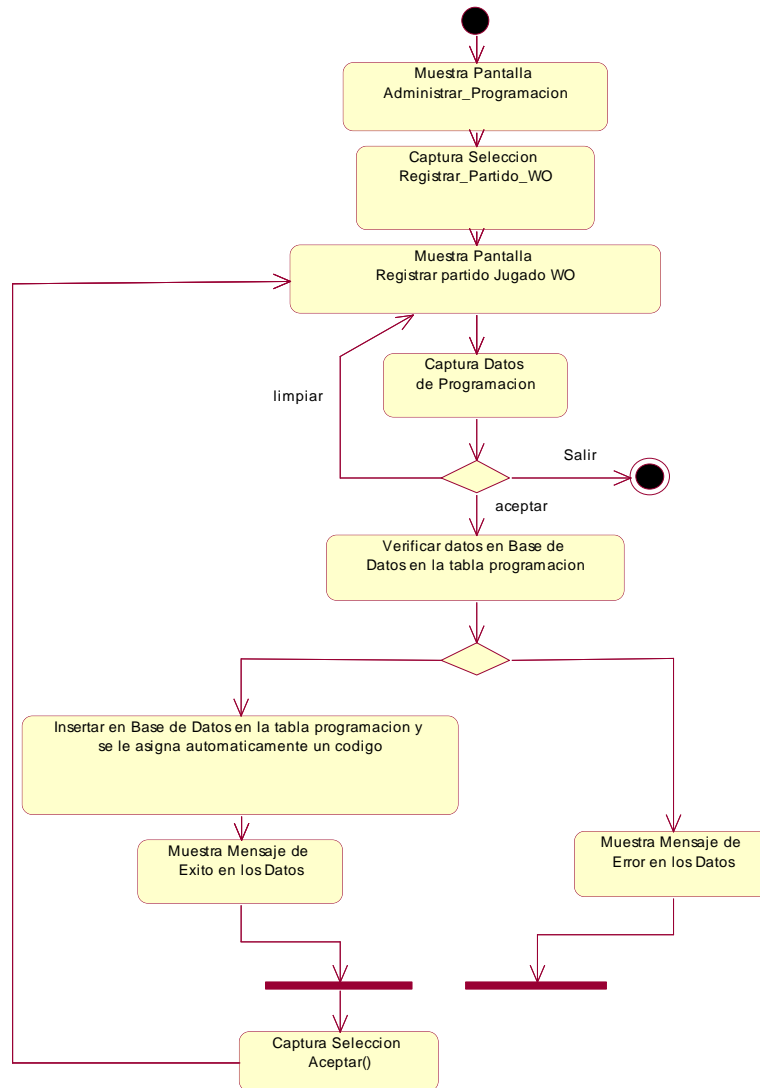 Muestra Pantalla
Administrar_Programacion
Captura Seleccion
Registrar_Partido_WO
Muestra Pantalla
Registrar partido Jugado WO
Captura Datos
de Programacion
limpiar
Salir
aceptar
Verificar datos en Base de
Datos en la tabla programacion
Insertar en Base de Datos en la tabla programacion y
se le asigna automaticamente un codigo
Muestra Mensaje de
Exito en los Datos
Muestra Mensaje de
Error en los Datos
Captura Seleccion
Aceptar()